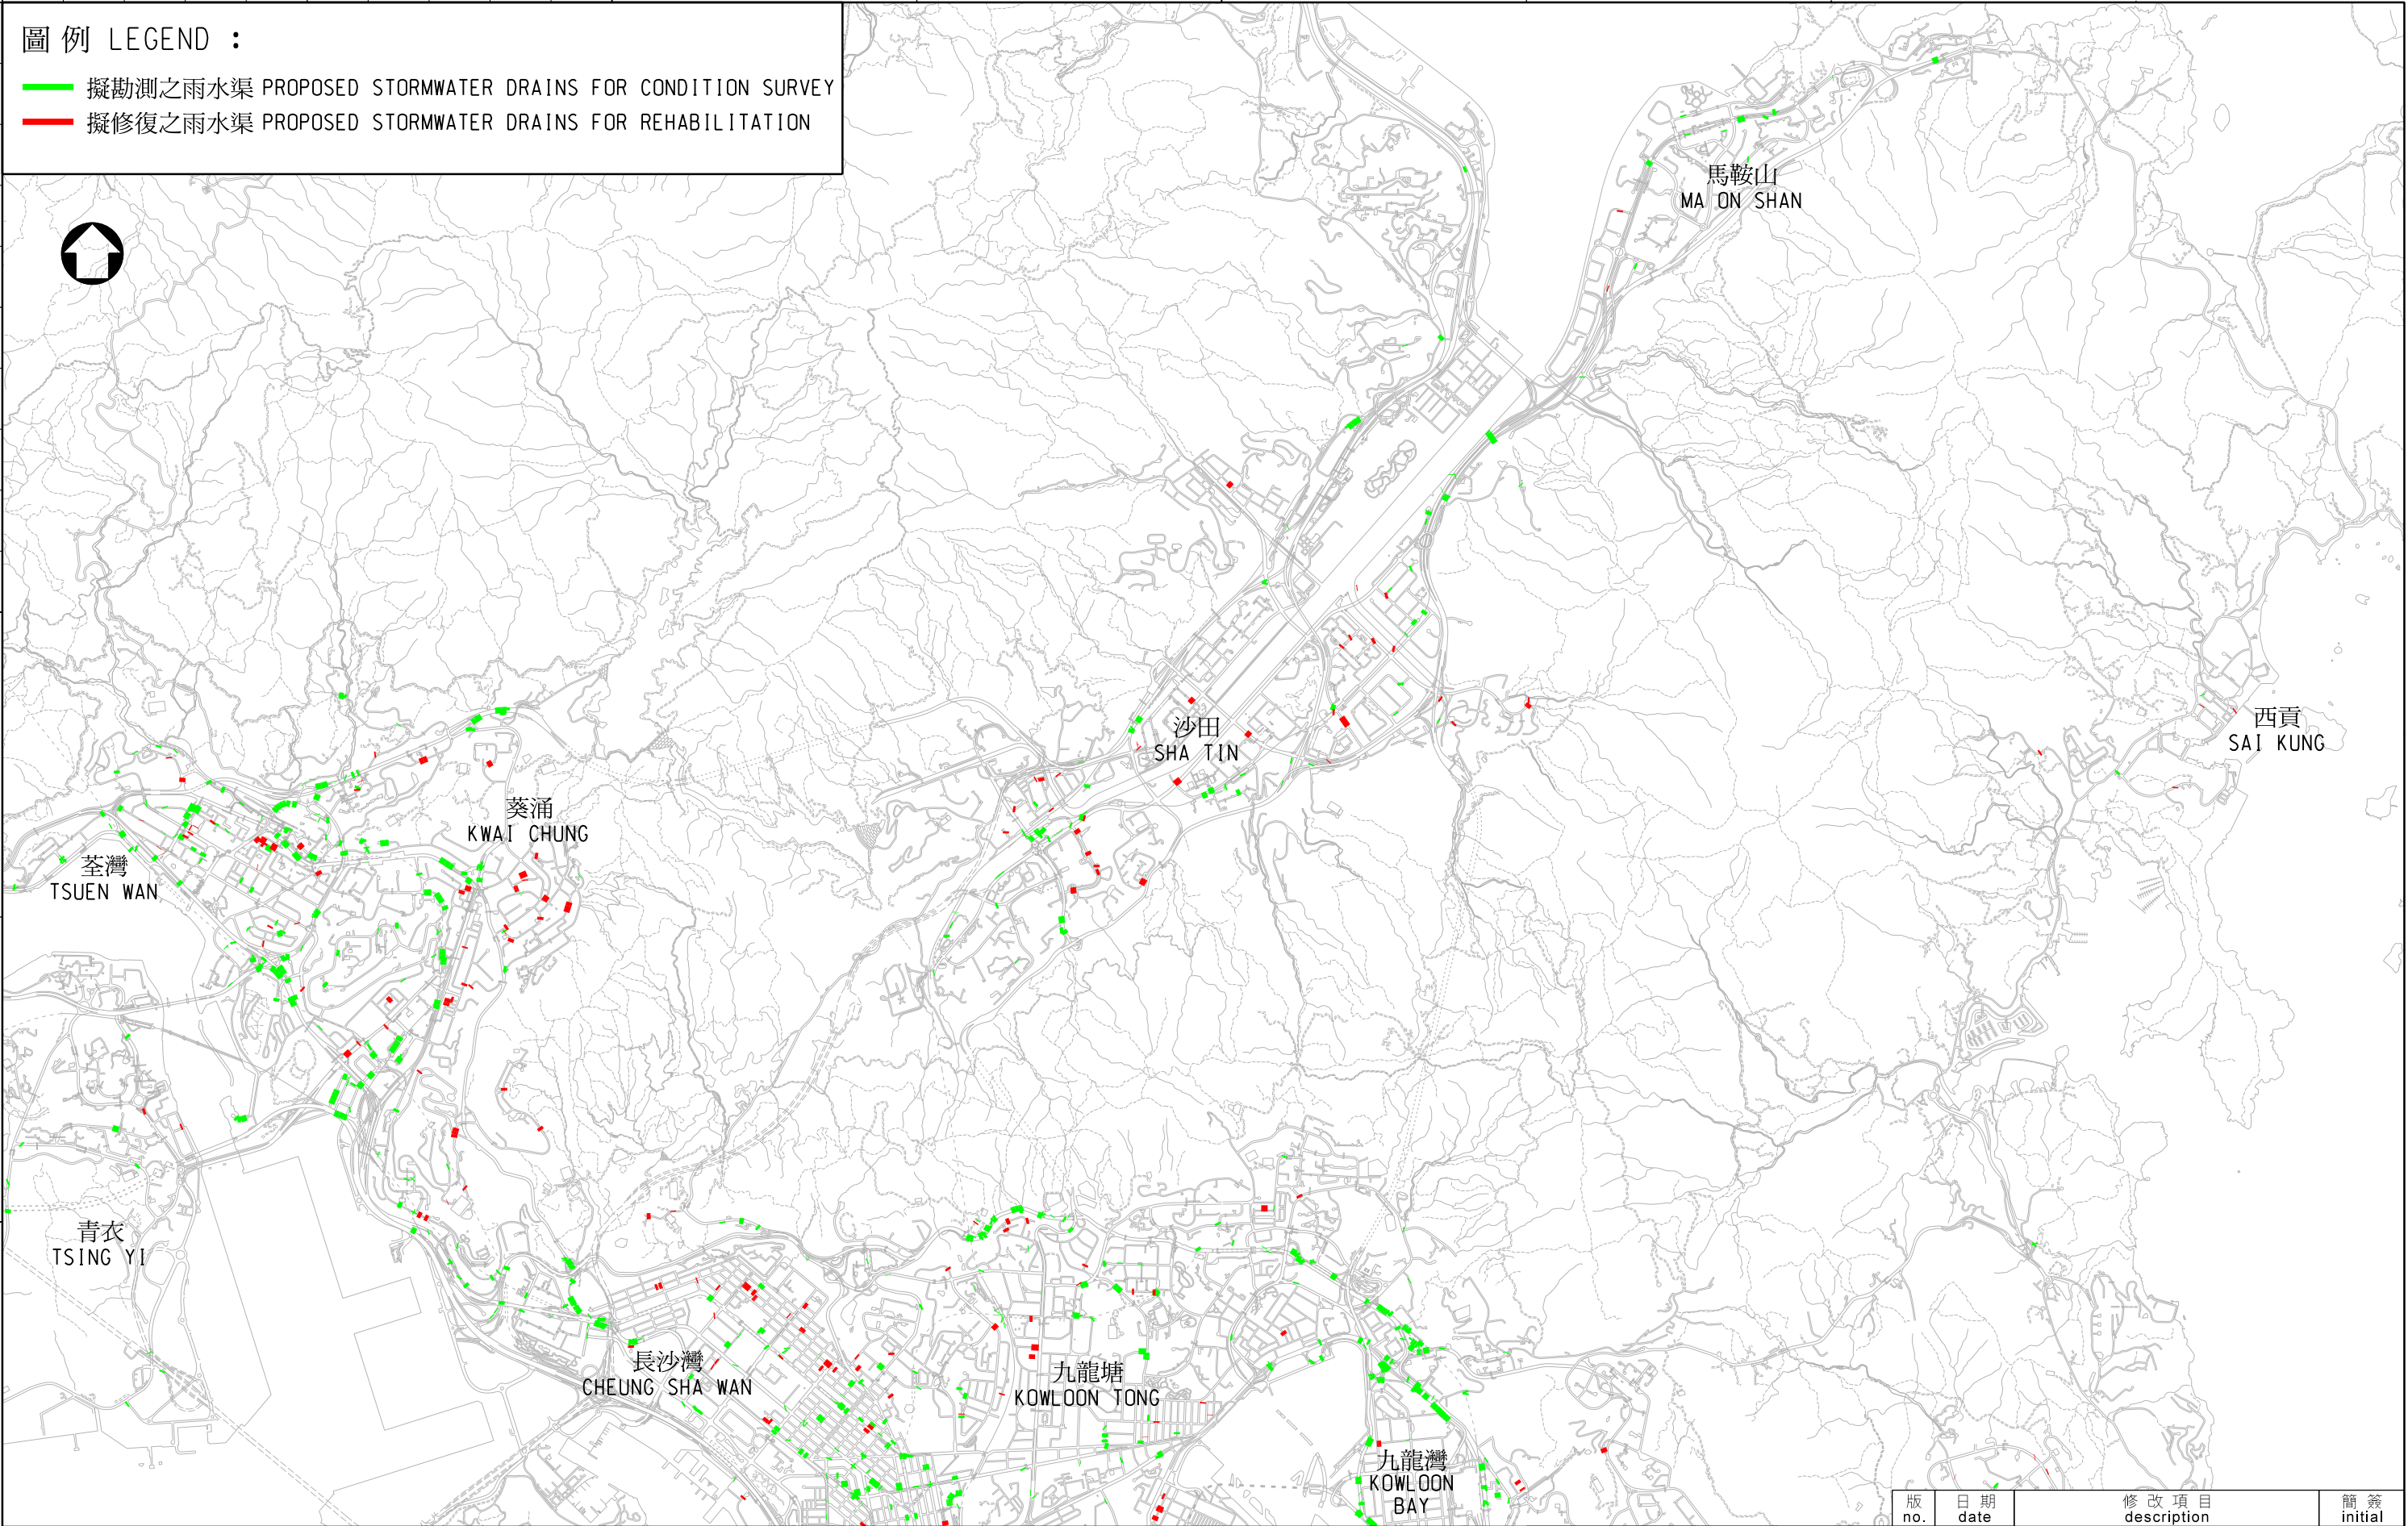 圖例 LEGEND :
擬勘測之雨水渠 PROPOSED STORMWATER DRAINS FOR CONDITION SURVEY
擬修復之雨水渠 PROPOSED STORMWATER DRAINS FOR REHABILITATION
馬鞍山
MA ON SHAN
沙田
SHA TIN
西貢
SAI KUNG
葵涌
KWAI CHUNG
荃灣
TSUEN WAN
青衣
TSING YI
長沙灣
CHEUNG SHA WAN
九龍塘
KOWLOON TONG
九龍灣
KOWLOON
BAY
版 日期 修改項目 簡簽
no. date description initial